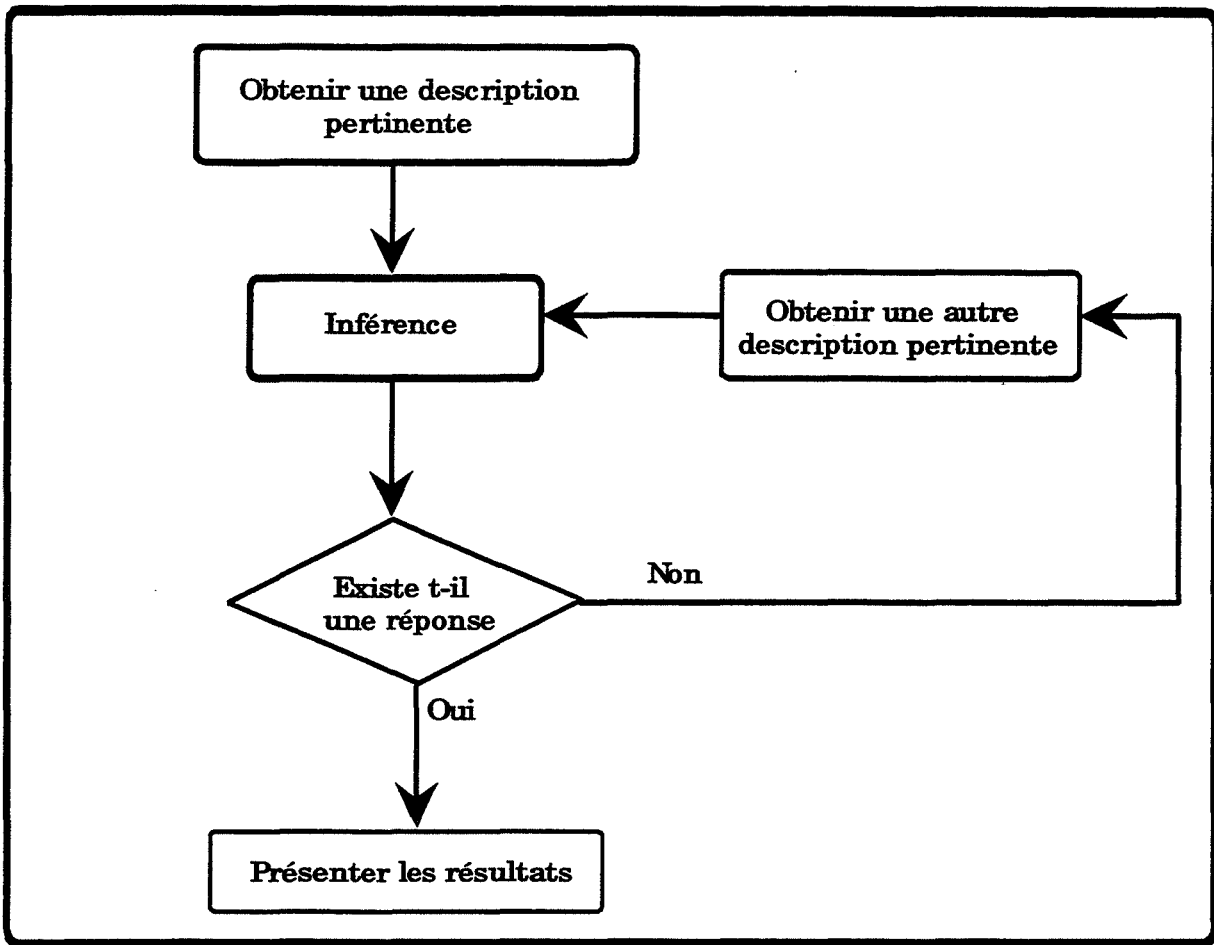 Obtenir une description
pertinente
Inférence
Obtenir une autre
description pertinente
Existe t-il
une réponse
Non
Oui
Présenter les résultats